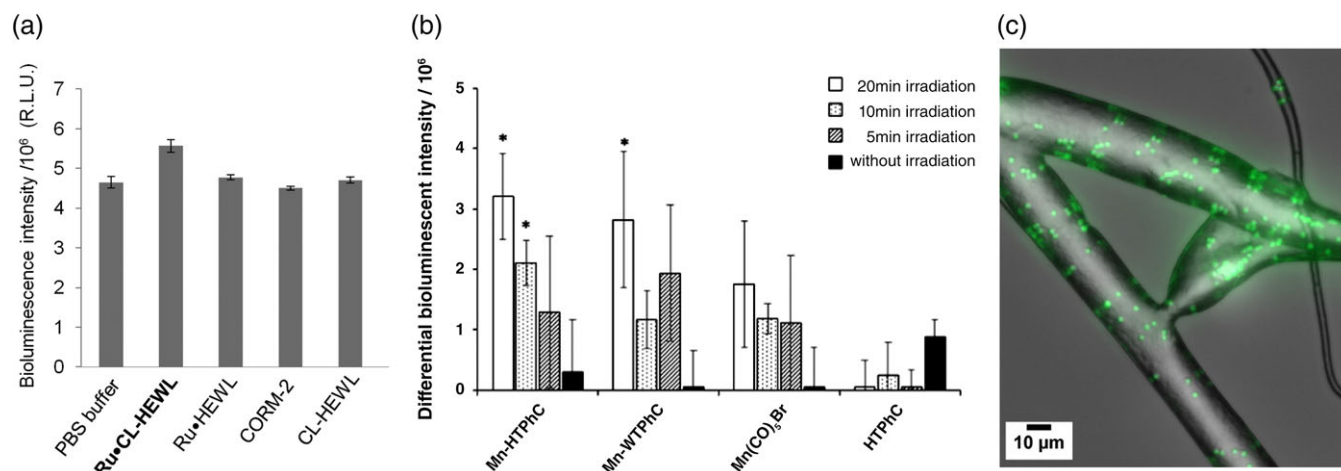 (a)
Bioluminescence intensity /10⁶ (R.L.U.)
7
6
5
4
3
2
1
0
PBS buffer
Ru•CL-HEWL
Ru•HEWL
CORM-2
CL-HEWL
(b)
Differential bioluminescent intensity / 10⁶
5
4
3
2
1
0
* * *
20min irradiation
10min irradiation
5min irradiation
without irradiation
Mn-HTPhC
Mn-WTPhC
Mn(CO)₅Br
HTPhC
(c)
10 µm